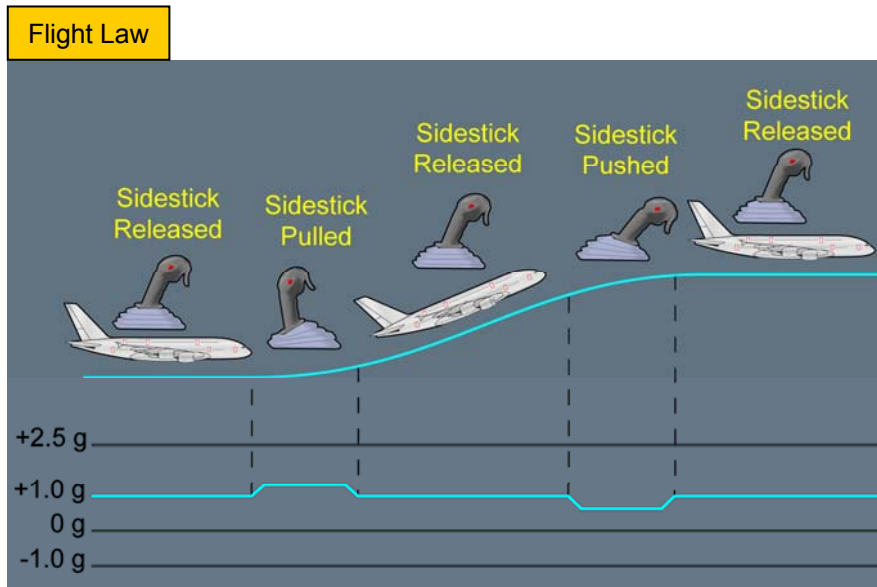 Flight Law
Sidestick
Released
Sidestick
Pulled
Sidestick
Released
Sidestick
Pushed
Sidestick
Released
+2.5 g
+1.0 g
0 g
-1.0 g